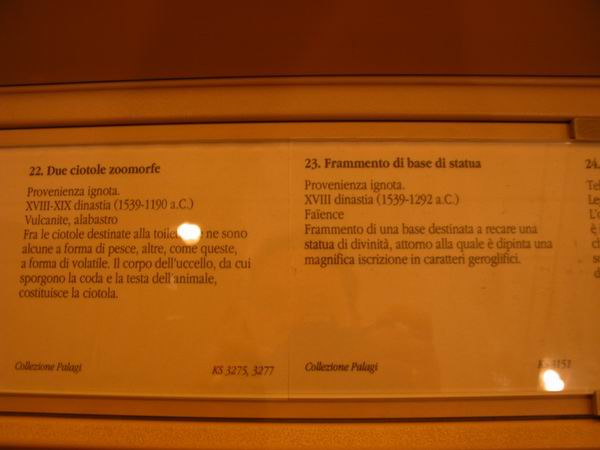 22. Due ciotole zoomorfe
Provenienza ignota.
XVIII-XIX dinastia (1539-1190 a.C.)
Vulcanite, alabastro
Fra le ciotole destinate alla ne sono
alcune a forma di pesce, altre, come queste,
a forma di volatile. Il corpo dell'uccello, da cui
sporgono la coda e la testa dell'animale,
costituisce la ciotola.
Collezione Palagi
KS 3275, 3277
23. Frammento di base di statua
Provenienza ignota.
XVIII dinastia (1539-1292 a.C.)
Faïence
Frammento di una base destinata a recare una
statua di divinità, attorno alla quale è dipinta una
magnifica iscrizione in caratteri geroglifici.
Collezione Palagi
KS
24.